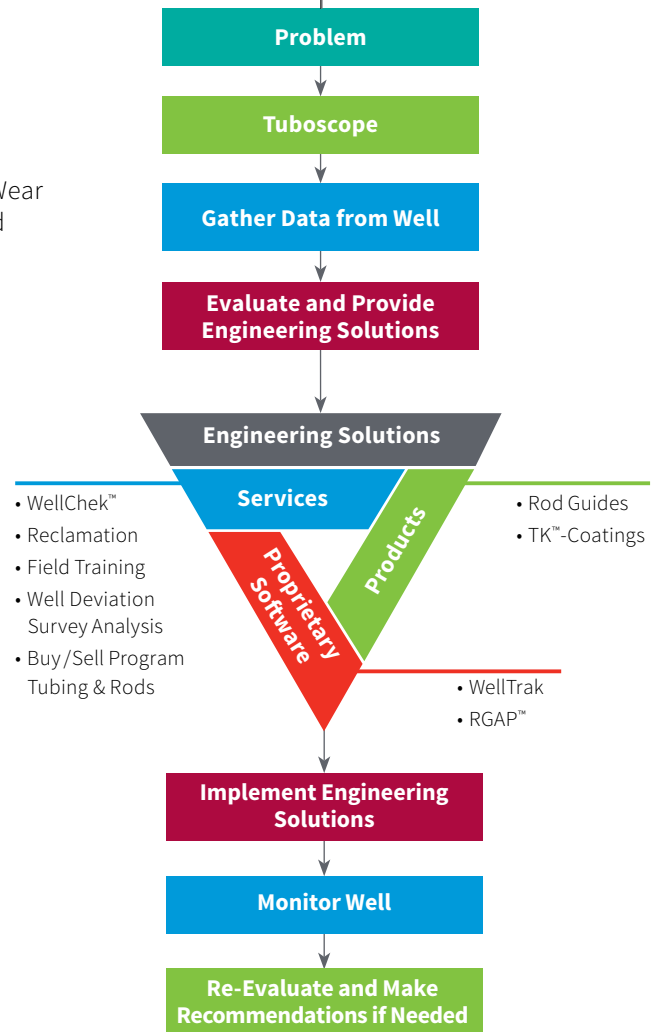 Problem
Tuboscope
Wear
Gather Data from Well
Evaluate and Provide
Engineering Solutions
Engineering Solutions
Services
Products
Proprietary
Software
• WellChek™
• Reclamation
• Field Training
• Well Deviation
Survey Analysis
• Buy/Sell Program
Tubing & Rods
• Rod Guides
• TK™-Coatings
• WellTrak
• RGAP™
Implement Engineering
Solutions
Monitor Well
Re-Evaluate and Make
Recommendations if Needed